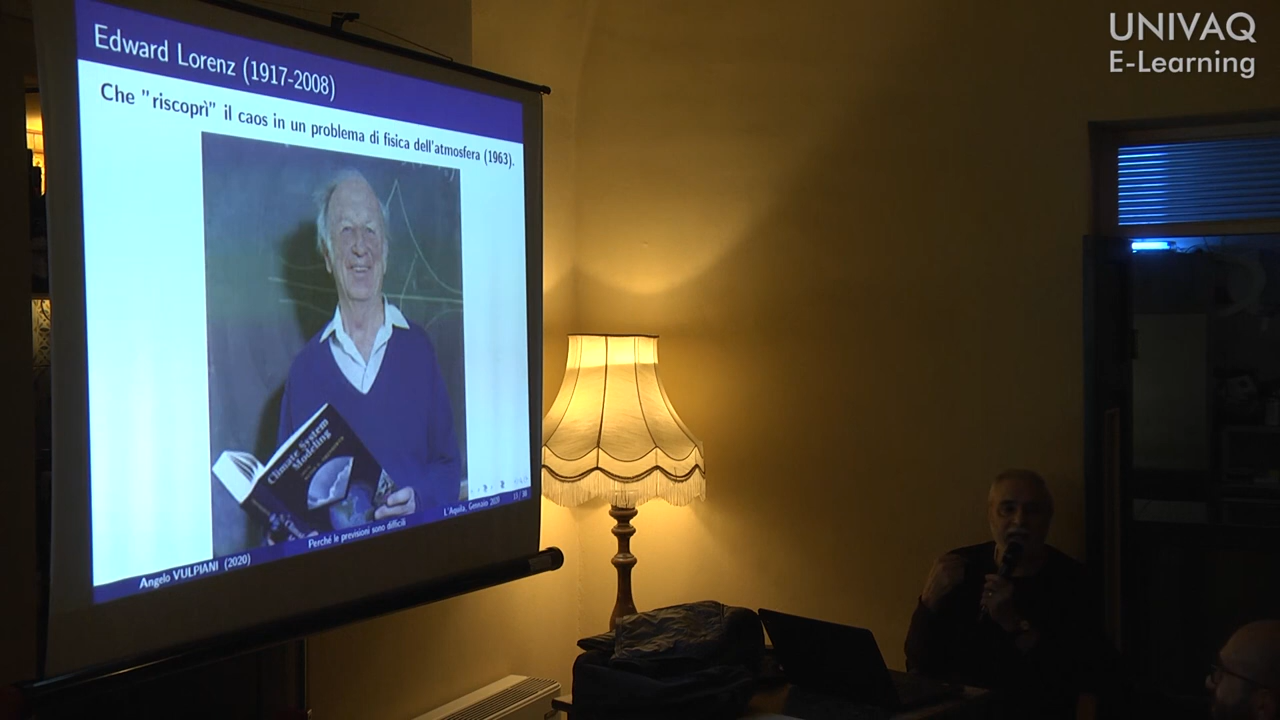 UNIVAQ
E-Learning
Edward Lorenz (1917-2008)
Che "riscoprì" il caos in un problema di fisica dell'atmosfera (1963).
Climate System
Modeling
Angelo VULPIANI (2020)
Perché le previsioni sono difficili
L'Aquila, Gennaio 2020